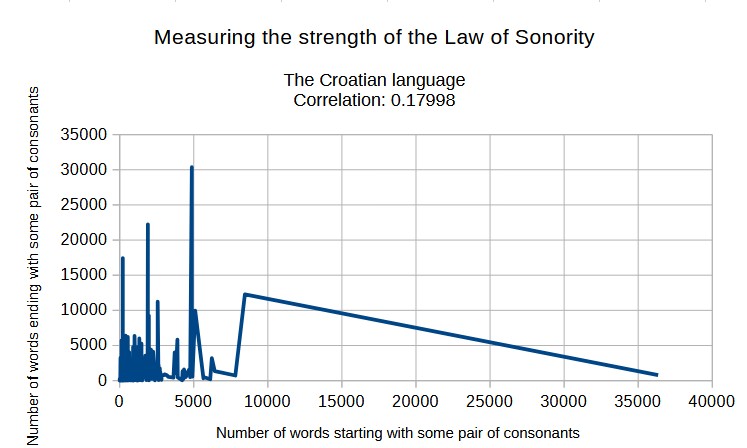 Measuring the strength of the Law of Sonority
The Croatian language
Correlation: 0.17998
Number of words ending with some pair of consonants
35000
30000
25000
20000
15000
10000
5000
0
0 5000 10000 15000 20000 25000 30000 35000 40000
Number of words starting with some pair of consonants